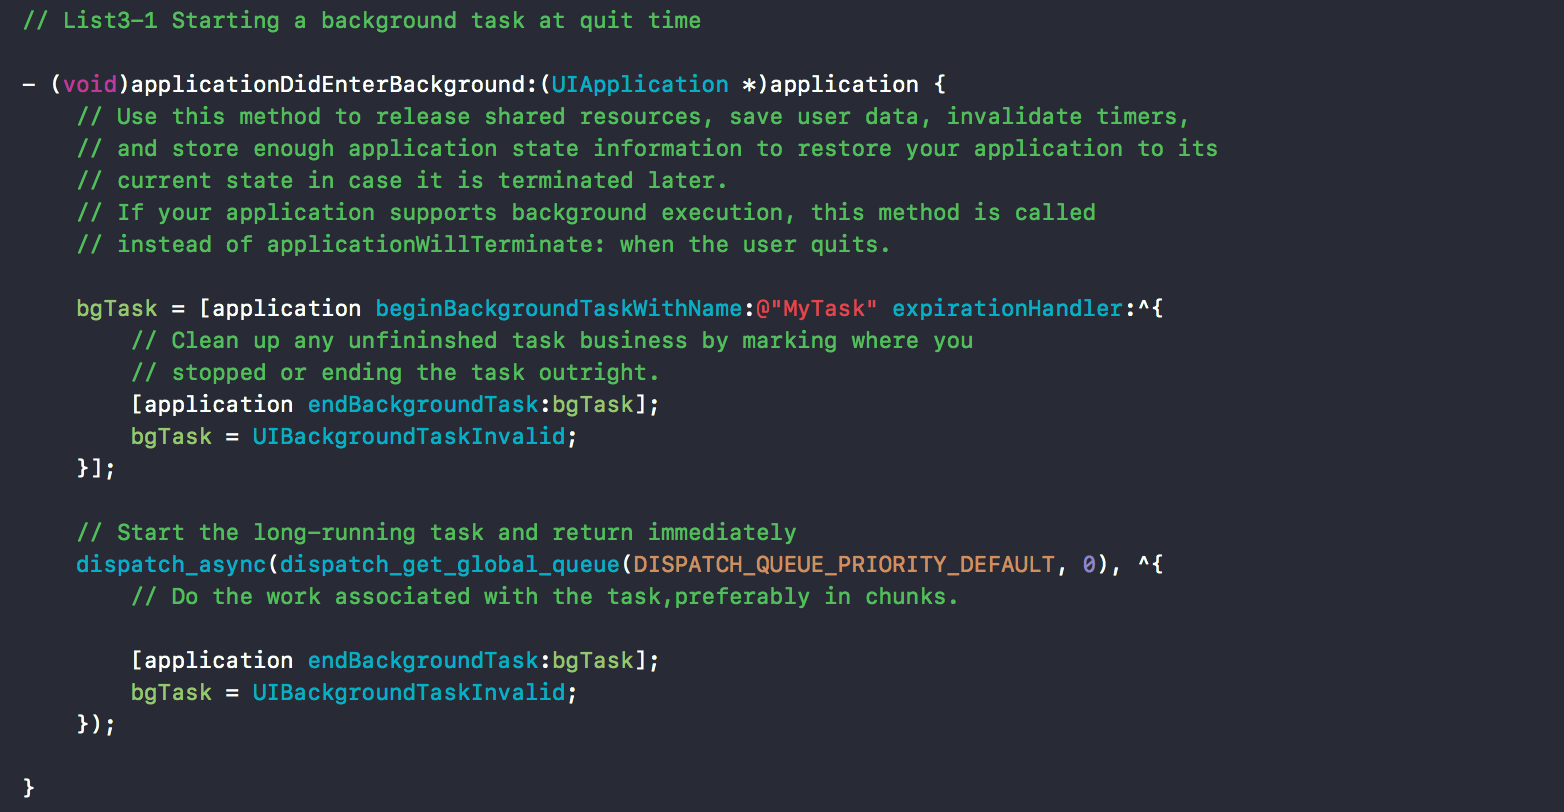 // List3-1 Starting a background task at quit time
- (void)applicationDidEnterBackground:(UIApplication *)application {
// Use this method to release shared resources, save user data, invalidate timers,
// and store enough application state information to restore your application to its
// current state in case it is terminated later.
// If your application supports background execution, this method is called
// instead of applicationWillTerminate: when the user quits.
bgTask = [application beginBackgroundTaskWithName:@"MyTask" expirationHandler:^{
// Clean up any unfininshed task business by marking where you
// stopped or ending the task outright.
[application endBackgroundTask:bgTask];
bgTask = UIBackgroundTaskInvalid;
}];
// Start the long-running task and return immediately
dispatch_async(dispatch_get_global_queue(DISPATCH_QUEUE_PRIORITY_DEFAULT, 0), ^{
// Do the work associated with the task,preferably in chunks.
[application endBackgroundTask:bgTask];
bgTask = UIBackgroundTaskInvalid;
});
}